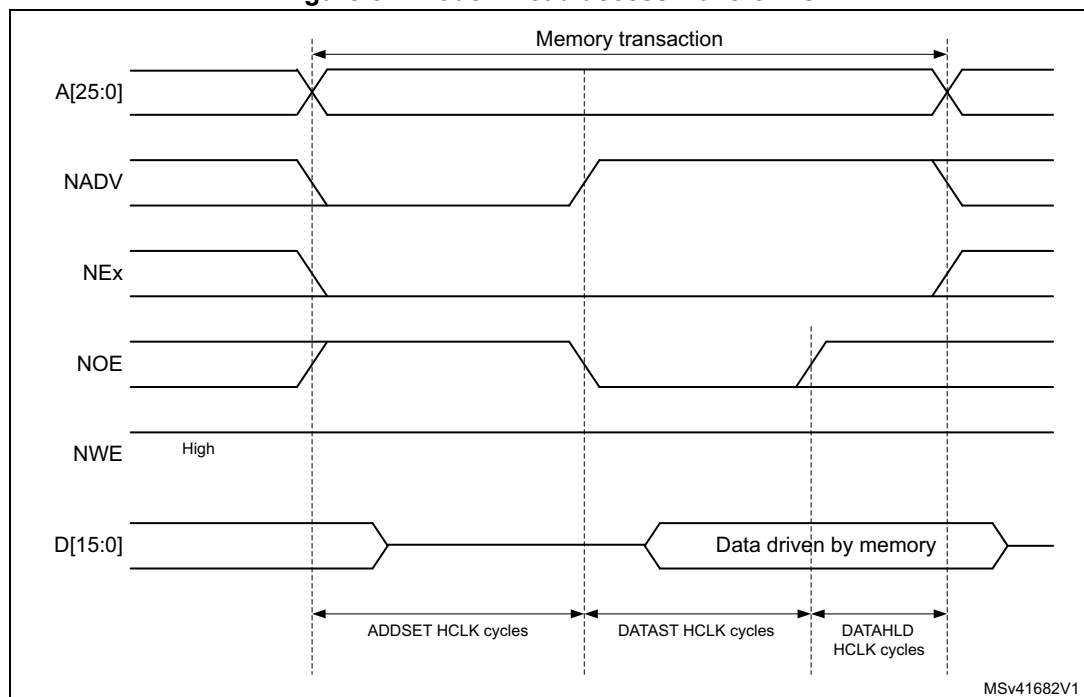 Memory transaction
A[25:0]
NADV
NEx
NOE
NWE
High
D[15:0]
Data driven by memory
ADDSET HCLK cycles
DATAST HCLK cycles
DATAHLD
HCLK cycles
MSv41682V1